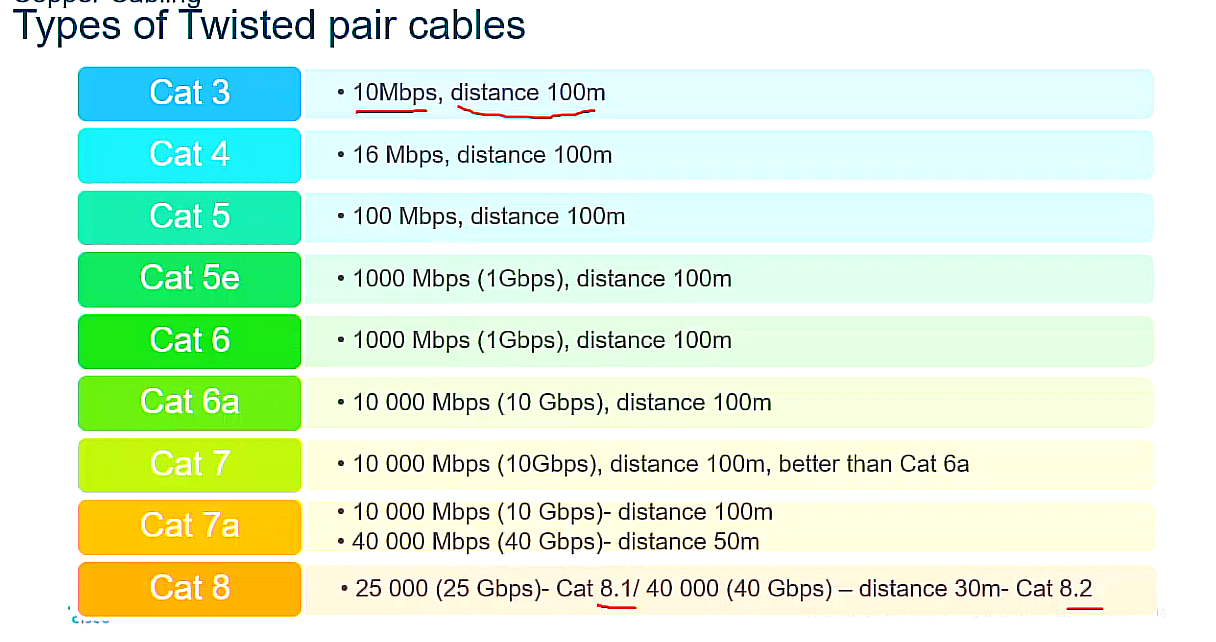 Copper Cabling
Types of Twisted pair cables
Cat 3
• 10Mbps, distance 100m
Cat 4
• 16 Mbps, distance 100m
Cat 5
• 100 Mbps, distance 100m
Cat 5e
• 1000 Mbps (1Gbps), distance 100m
Cat 6
• 1000 Mbps (1Gbps), distance 100m
Cat 6a
• 10 000 Mbps (10 Gbps), distance 100m
Cat 7
• 10 000 Mbps (10Gbps), distance 100m, better than Cat 6a
Cat 7a
• 10 000 Mbps (10 Gbps)- distance 100m
• 40 000 Mbps (40 Gbps)- distance 50m
Cat 8
• 25 000 (25 Gbps)- Cat 8.1/ 40 000 (40 Gbps) – distance 30m- Cat 8.2
cisco